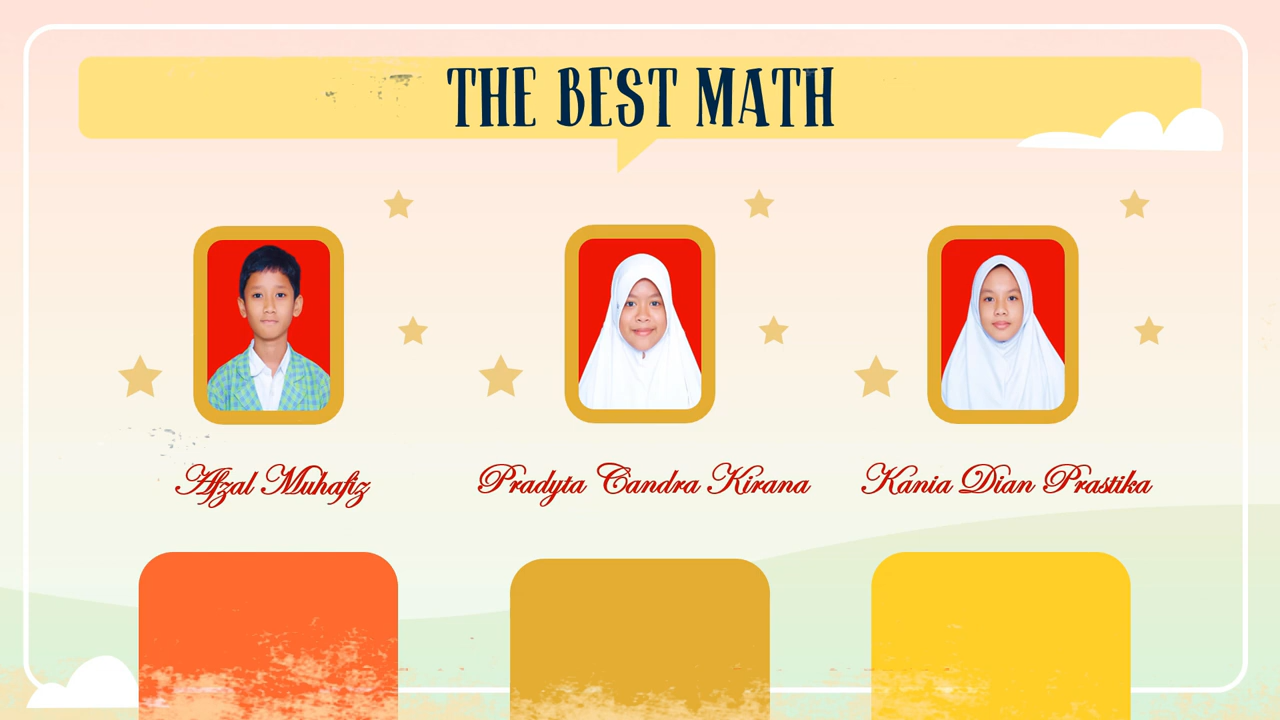 THE BEST MATH
Afzal Muhafiz
Pradyta Candra Kirana
Kania Dian Prastika